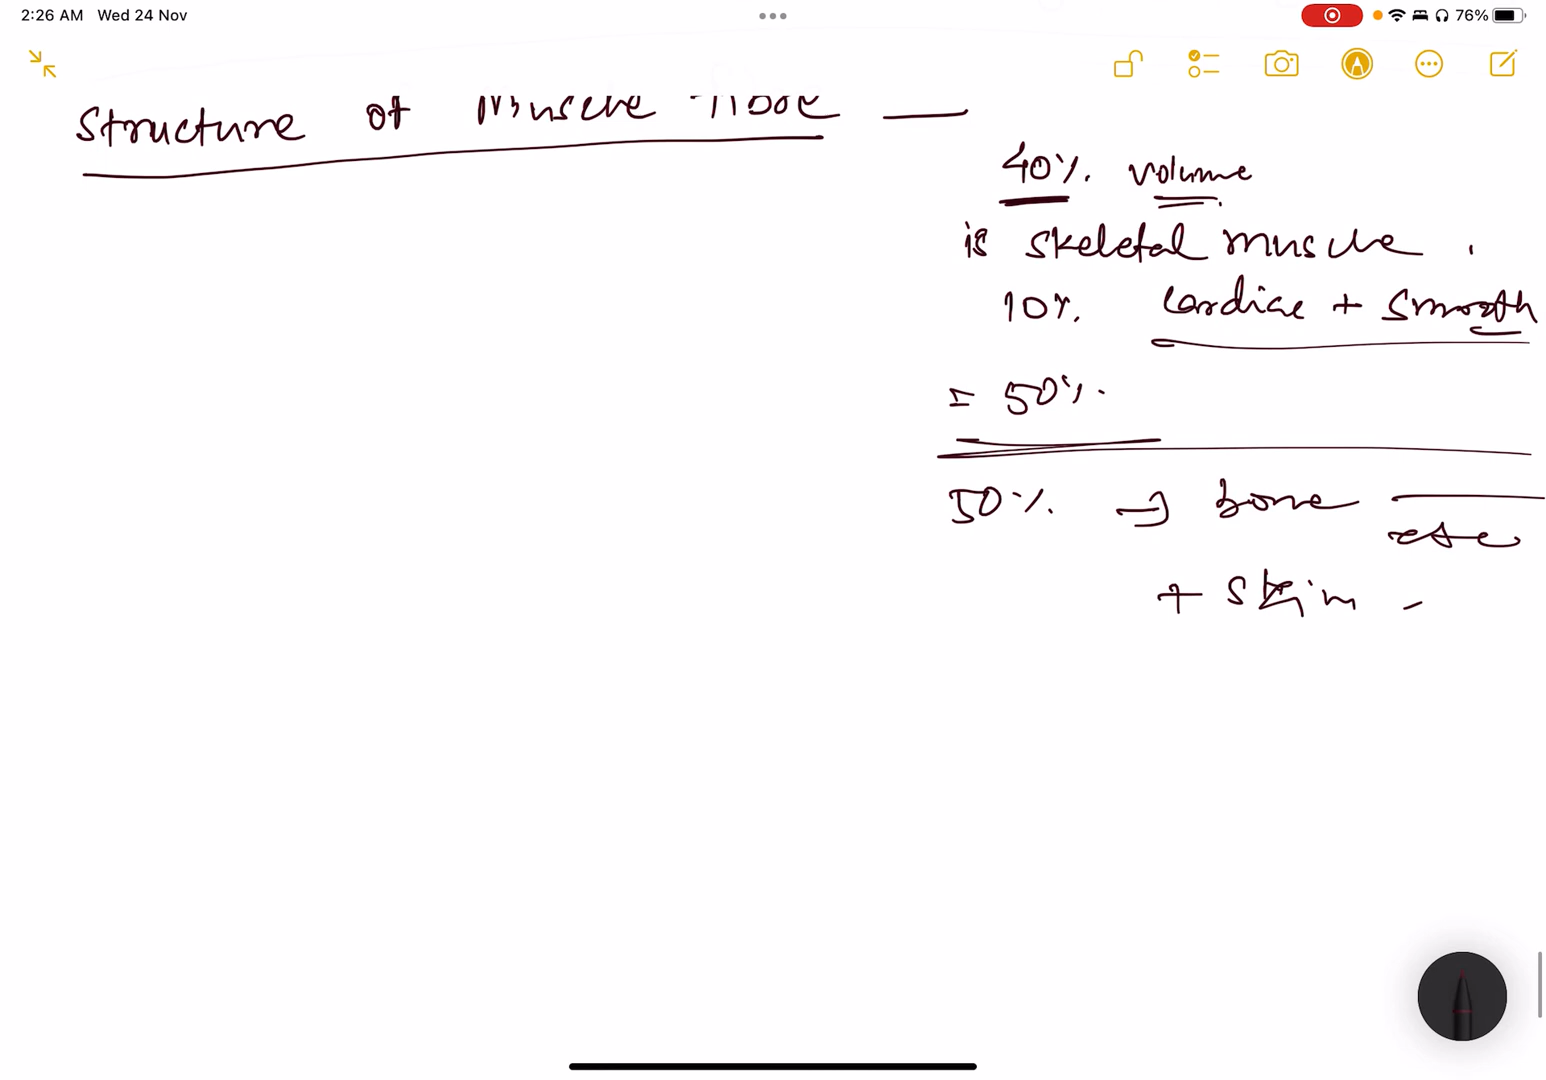 2:26 AM Wed 24 Nov
76%
Structure of Muscle
40% volume
is skeletal muscle.
10% Cardiac + Smooth
= 50%.
50% → bone
etc
+ skin -